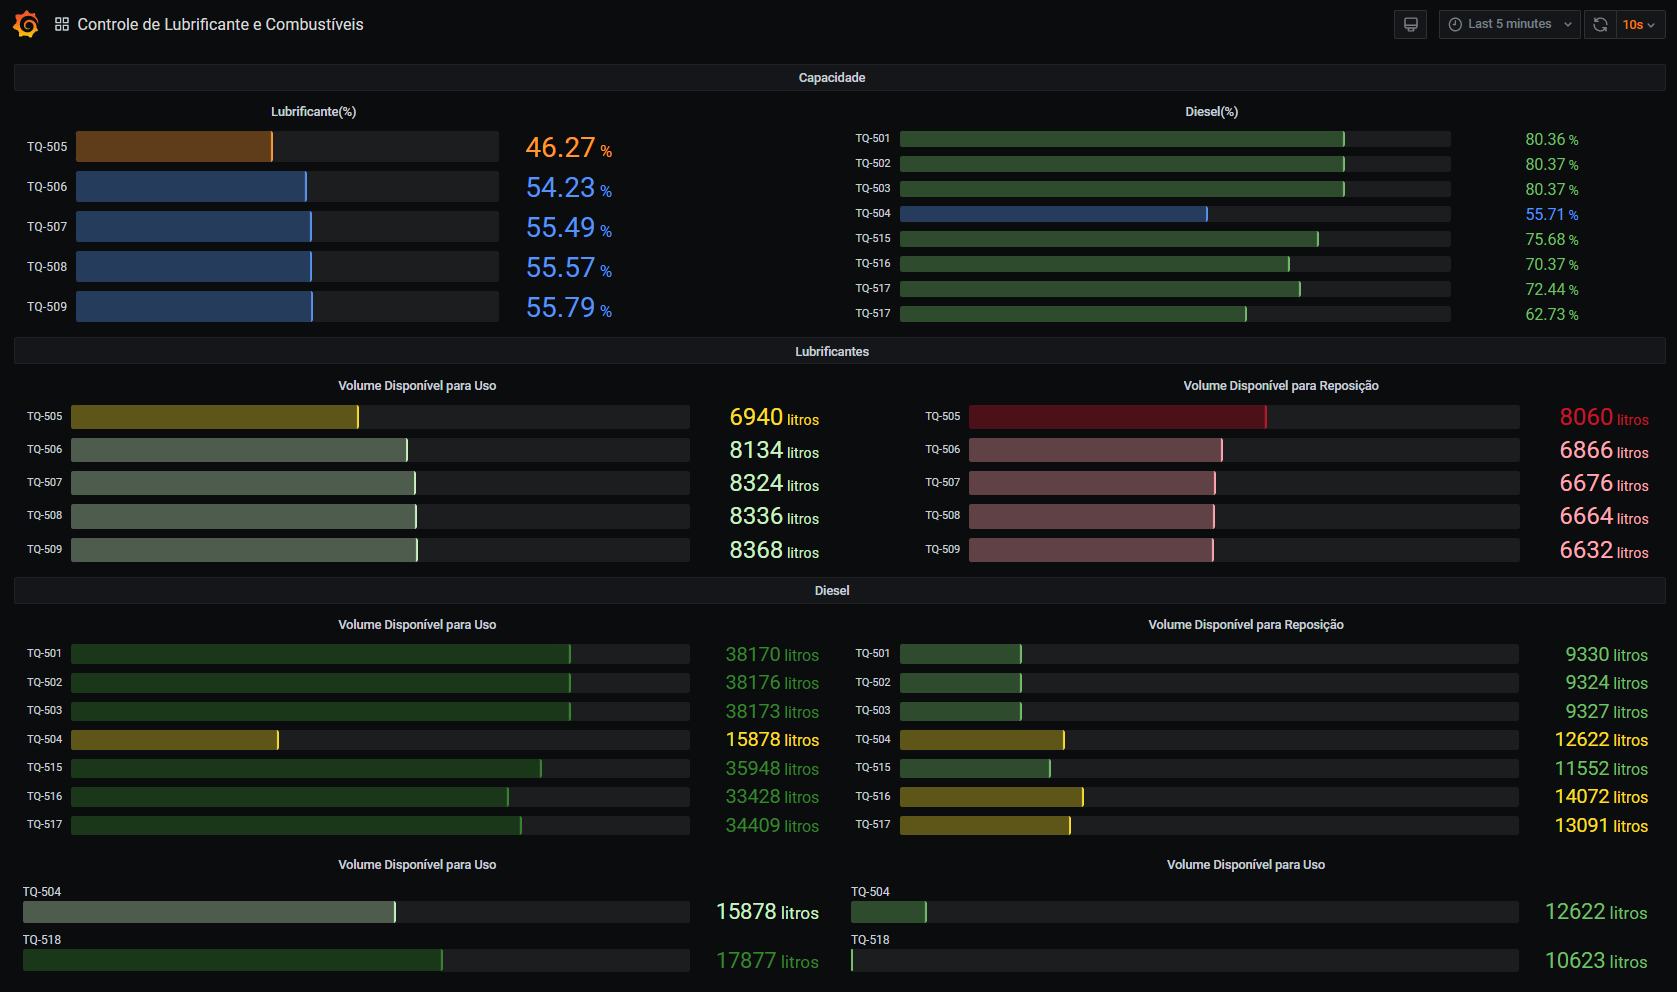 Controle de Lubrificante e Combustíveis
Last 5 minutes
10s
Capacidade
Lubrificante(%)
TQ-505 46.27 %
TQ-506 54.23 %
TQ-507 55.49 %
TQ-508 55.57 %
TQ-509 55.79 %
Diesel(%)
TQ-501 80.36 %
TQ-502 80.37 %
TQ-503 80.37 %
TQ-504 55.71 %
TQ-515 75.68 %
TQ-516 70.37 %
TQ-517 72.44 %
TQ-517 62.73 %
Lubrificantes
Volume Disponível para Uso
TQ-505 6940 litros
TQ-506 8134 litros
TQ-507 8324 litros
TQ-508 8336 litros
TQ-509 8368 litros
Volume Disponível para Reposição
TQ-505 8060 litros
TQ-506 6866 litros
TQ-507 6676 litros
TQ-508 6664 litros
TQ-509 6632 litros
Diesel
Volume Disponível para Uso
TQ-501 38170 litros
TQ-502 38176 litros
TQ-503 38173 litros
TQ-504 15878 litros
TQ-515 35948 litros
TQ-516 33428 litros
TQ-517 34409 litros
Volume Disponível para Reposição
TQ-501 9330 litros
TQ-502 9324 litros
TQ-503 9327 litros
TQ-504 12622 litros
TQ-515 11552 litros
TQ-516 14072 litros
TQ-517 13091 litros
Volume Disponível para Uso
TQ-504
15878 litros
TQ-518
17877 litros
Volume Disponível para Uso
TQ-504
12622 litros
TQ-518
10623 litros